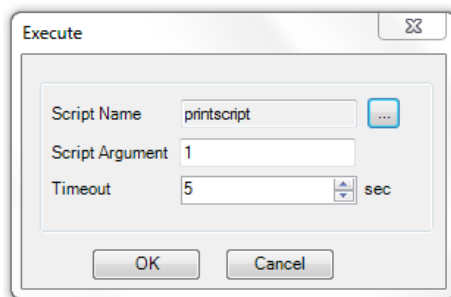 Execute
Script Name printscript ...
Script Argument 1
Timeout 5 sec
OK Cancel